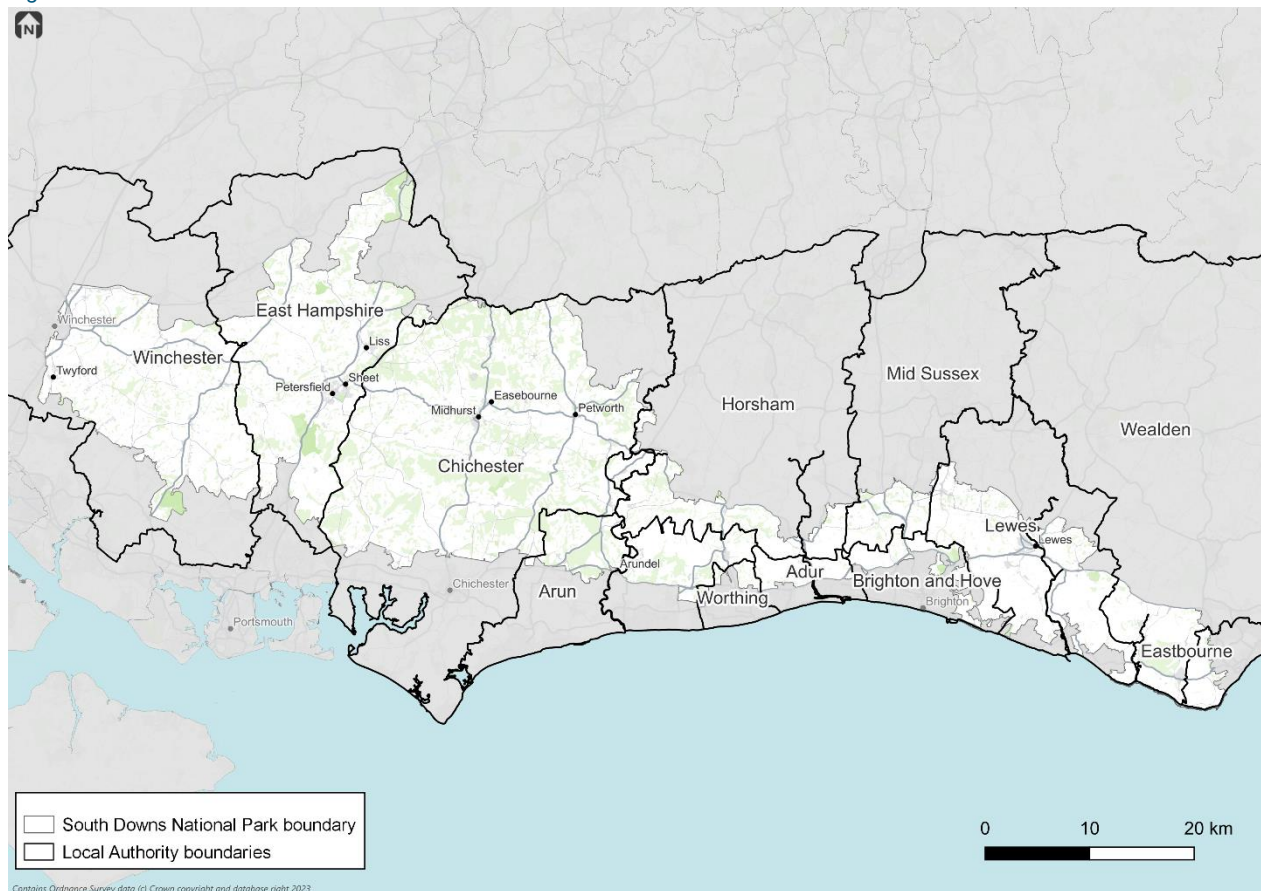 N
East Hampshire
Winchester
Winchester
Liss
Twyford
Sheet
Petersfield
Easebourne
Midhurst
Petworth
Chichester
Horsham
Mid Sussex
Wealden
Lewes
Lewes
Arundel
Adur
Chichester
Arun
Worthing
Brighton and Hove
Brighton
Portsmouth
Eastbourne
South Downs National Park boundary
Local Authority boundaries
0 10 20 km
Contains Ordnance Survey data (c) Crown copyright and database right 2023